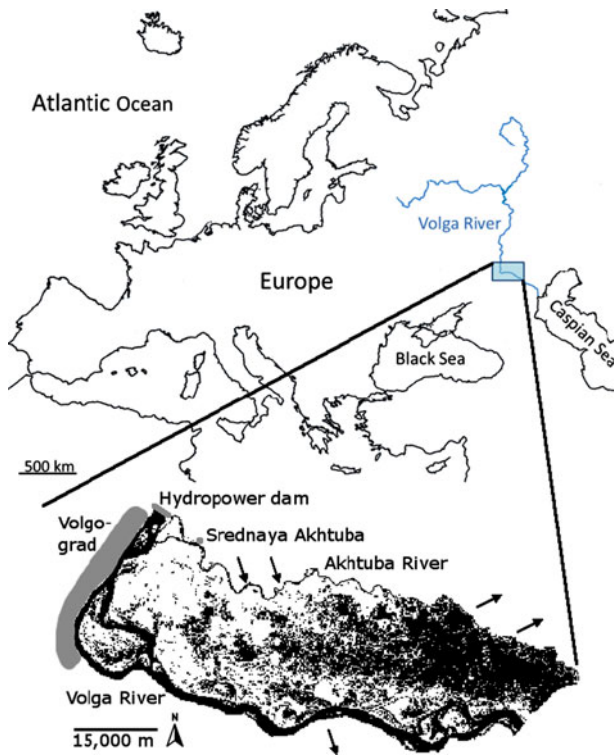 Atlantic Ocean
Volga River
Europe
Caspian Sea
Black Sea
500 km
Hydropower dam
Volgo-
grad
Srednaya Akhtuba
Akhtuba River
Volga River
N
15,000 m